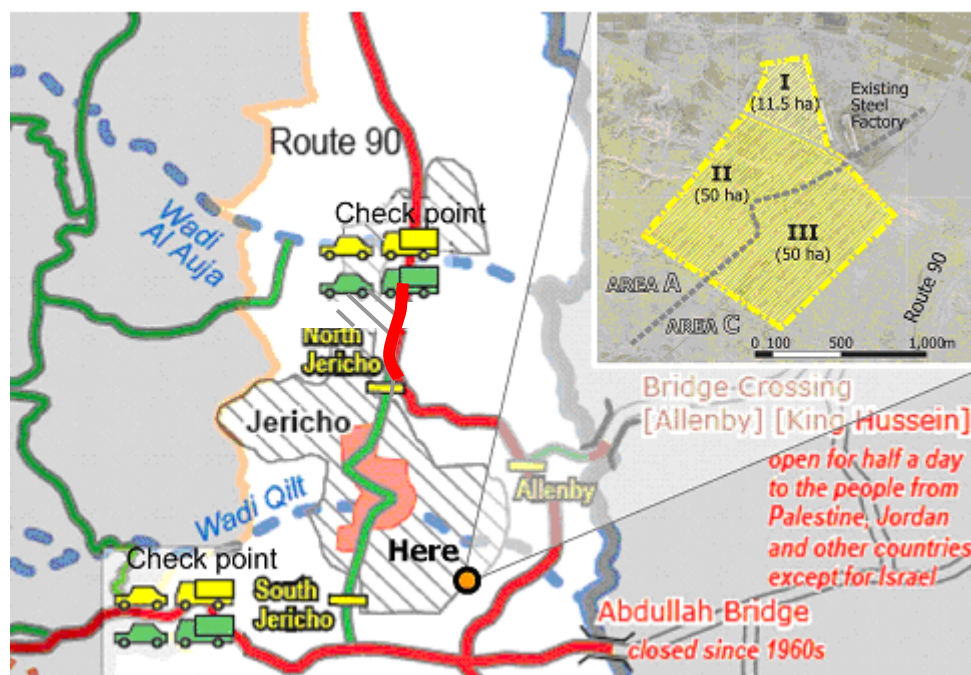 Route 90
Wadi
Al Auja
Check point
North
Jericho
Jericho
Wadi Qilt
Here
Allenby
Check point
South
Jericho
I
(11.5 ha)
Existing
Steel
Factory
II
(50 ha)
III
(50 ha)
AREA A
AREA C
Route 90
0 100 500 1,000m
Bridge Crossing
[Allenby] [King Hussein]
open for half a day
to the people from
Palestine, Jordan
and other countries
except for Israel
Abdullah Bridge
closed since 1960s